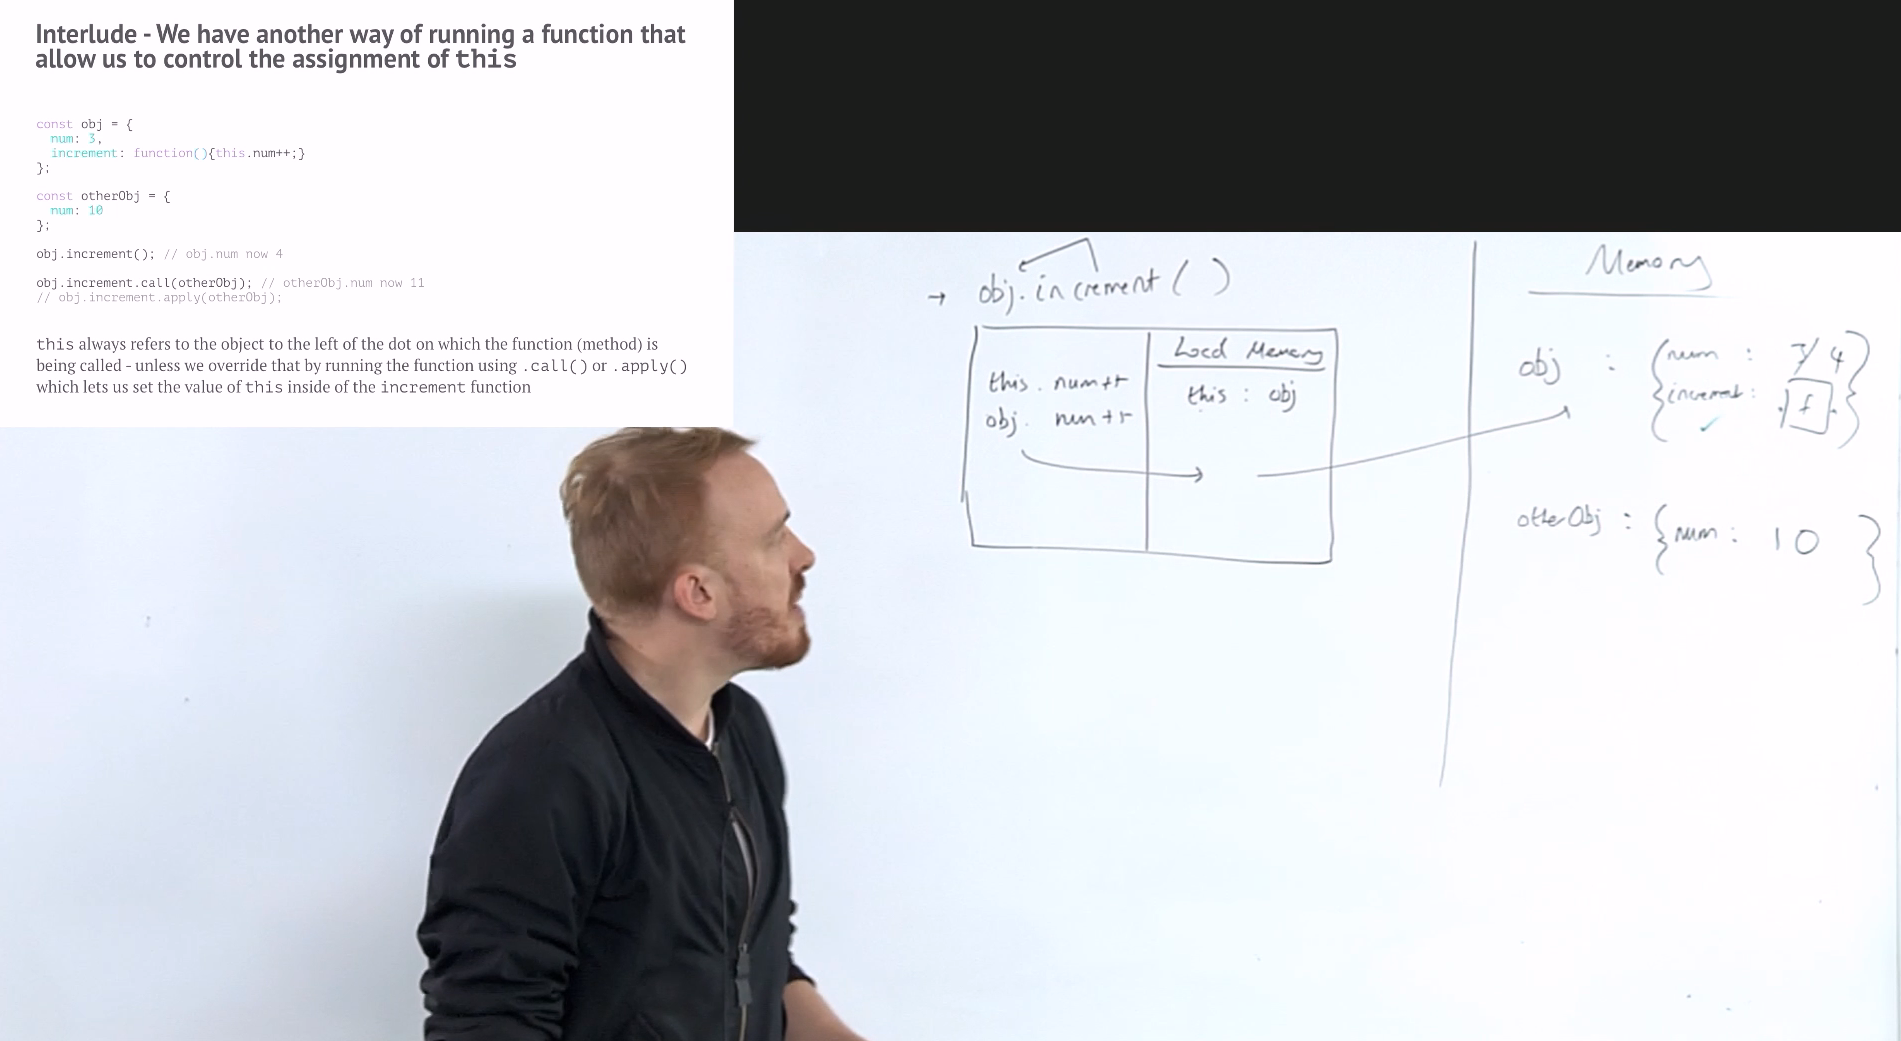 Interlude - We have another way of running a function that
allow us to control the assignment of this
const obj = {
num: 3,
increment: function(){this.num++;}
};
const otherObj = {
num: 10
};
obj.increment(); // obj.num now 4
obj.increment.call(otherObj); // otherObj.num now 11
// obj.increment.apply(otherObj);
this always refers to the object to the left of the dot on which the function (method) is
being called - unless we override that by running the function using .call() or .apply()
which lets us set the value of this inside of the increment function
→ obj.increment ( )
Local Memory
this . num++
this : obj
obj. num++
Memory
obj : { num : 3/ 4
increment : f }
otherObj : { num : 10 }